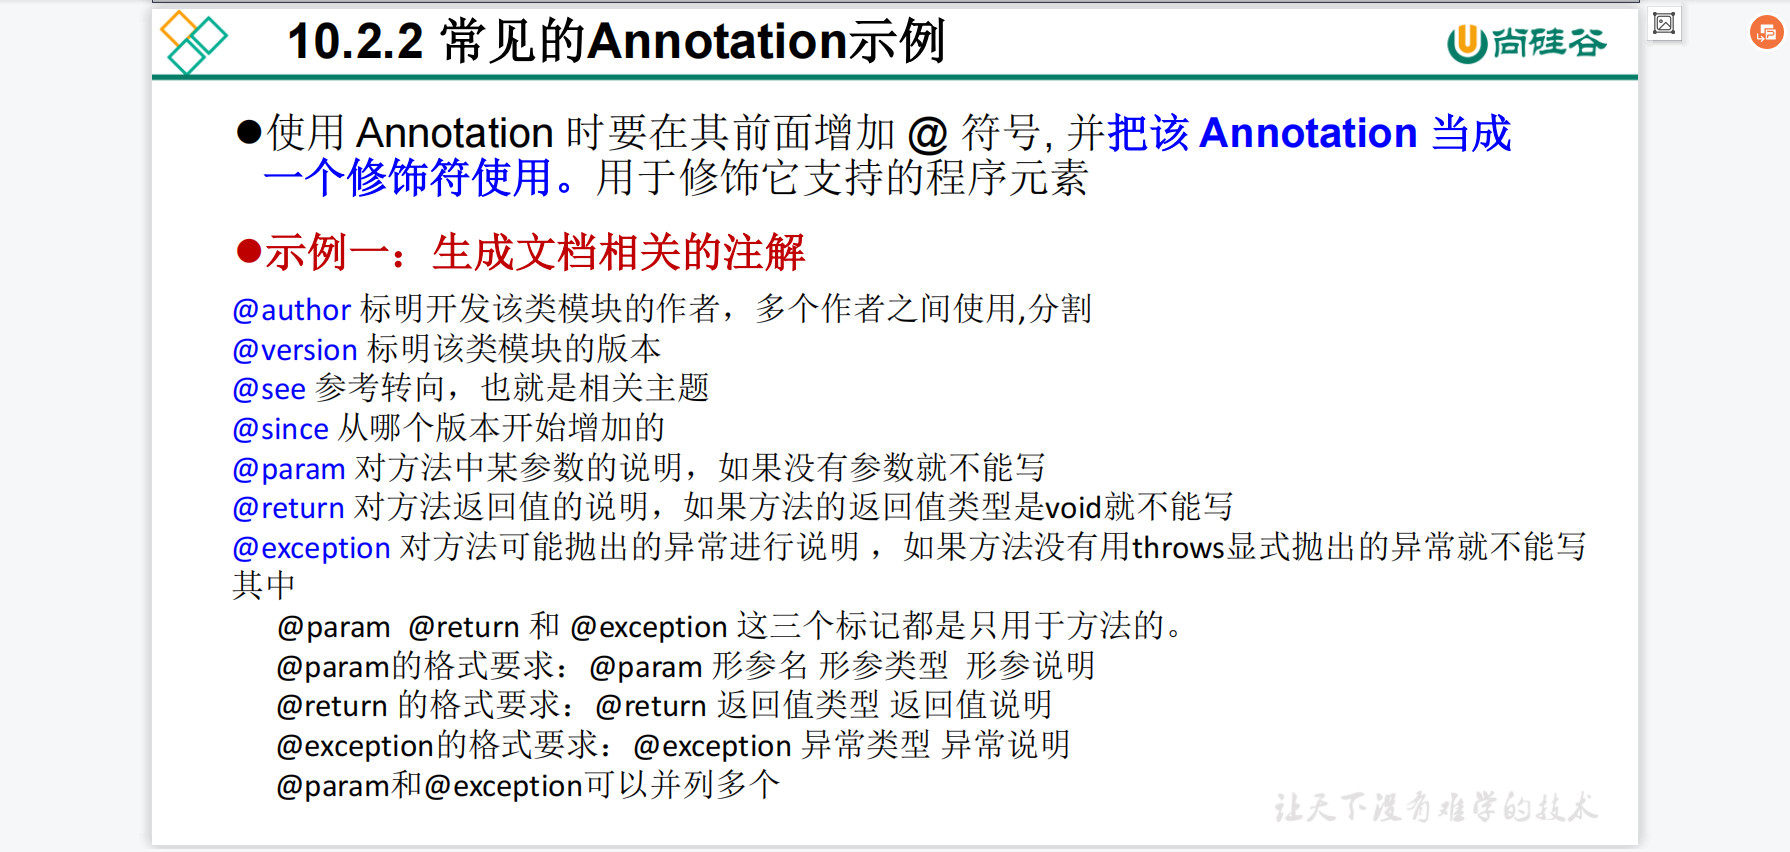 10.2.2 常见的Annotation示例
尚硅谷
●使用 Annotation 时要在其前面增加 @ 符号, 并把该 Annotation 当成
一个修饰符使用。用于修饰它支持的程序元素
●示例一：生成文档相关的注解
@author 标明开发该类模块的作者，多个作者之间使用,分割
@version 标明该类模块的版本
@see 参考转向，也就是相关主题
@since 从哪个版本开始增加的
@param 对方法中某参数的说明，如果没有参数就不能写
@return 对方法返回值的说明，如果方法的返回值类型是void就不能写
@exception 对方法可能抛出的异常进行说明 ，如果方法没有用throws显式抛出的异常就不能写
其中
@param  @return 和 @exception 这三个标记都是只用于方法的。
@param的格式要求：@param 形参名 形参类型  形参说明
@return 的格式要求：@return 返回值类型 返回值说明
@exception的格式要求：@exception 异常类型 异常说明
@param和@exception可以并列多个
让天下没有难学的技术